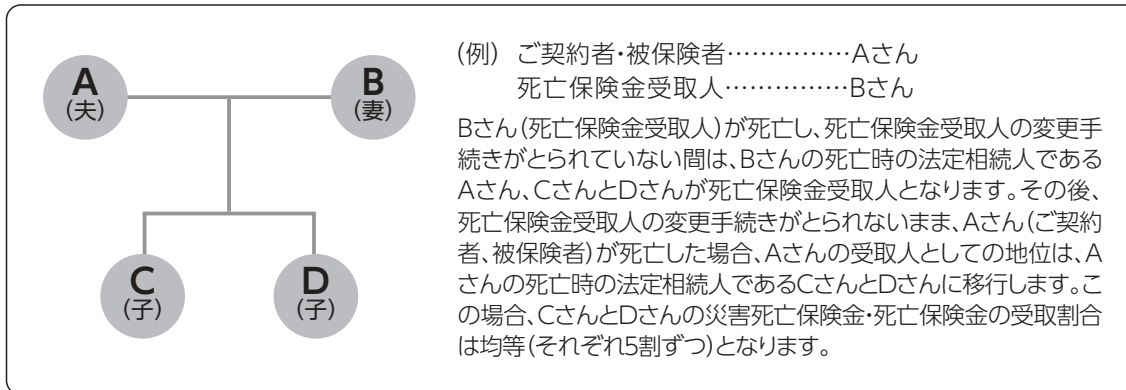 A
(夫)
B
(妻)
C
(子)
D
(子)
(例) ご契約者・被保険者……………Aさん
死亡保険金受取人……………Bさん
Bさん(死亡保険金受取人)が死亡し、死亡保険金受取人の変更手
続きがとられていない間は、Bさんの死亡時の法定相続人である
Aさん、CさんとDさんが死亡保険金受取人となります。その後、
死亡保険金受取人の変更手続きがとられないまま、Aさん(ご契約
者、被保険者)が死亡した場合、Aさんの受取人としての地位は、A
さんの死亡時の法定相続人であるCさんとDさんに移行します。こ
の場合、CさんとDさんの災害死亡保険金・死亡保険金の受取割合
は均等(それぞれ5割ずつ)となります。